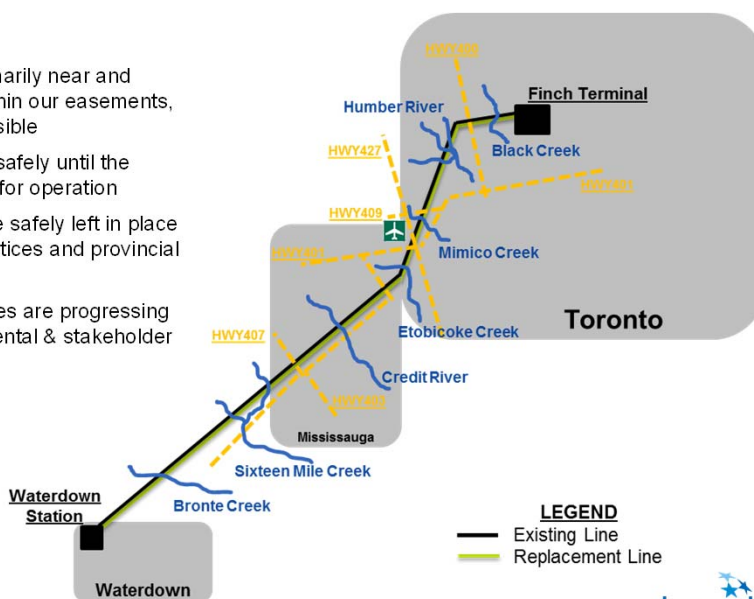 arily near and
hin our easements,
sible
safely until the
for operation
e safely left in place
tices and provincial
es are progressing
ental & stakeholder
HWY400
Finch Terminal
Humber River
Black Creek
HWY427
HWY401
HWY409
Mimico Creek
HWY401
Etobicoke Creek
Toronto
HWY407
Credit River
HWY403
Mississauga
Sixteen Mile Creek
Bronte Creek
Waterdown
Station
Waterdown
LEGEND
Existing Line
Replacement Line